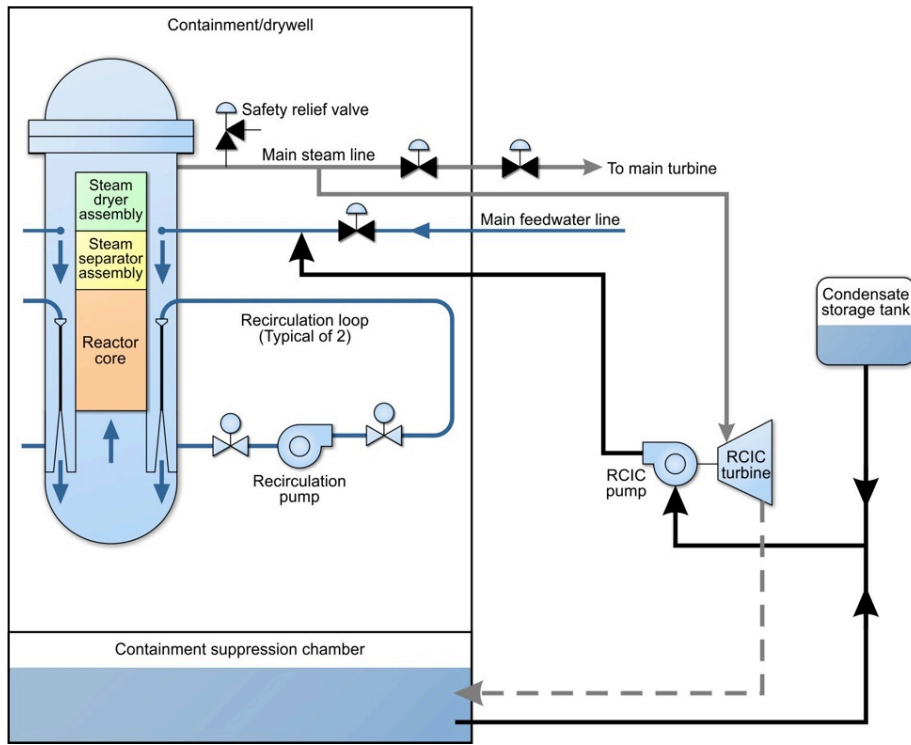 Containment/drywell
Safety relief valve
Main steam line
To main turbine
Steam
dryer
assembly
Main feedwater line
Steam
separator
assembly
Condensate
storage tank
Recirculation loop
(Typical of 2)
Reactor
core
RCIC
turbine
RCIC
pump
Recirculation
pump
Containment suppression chamber